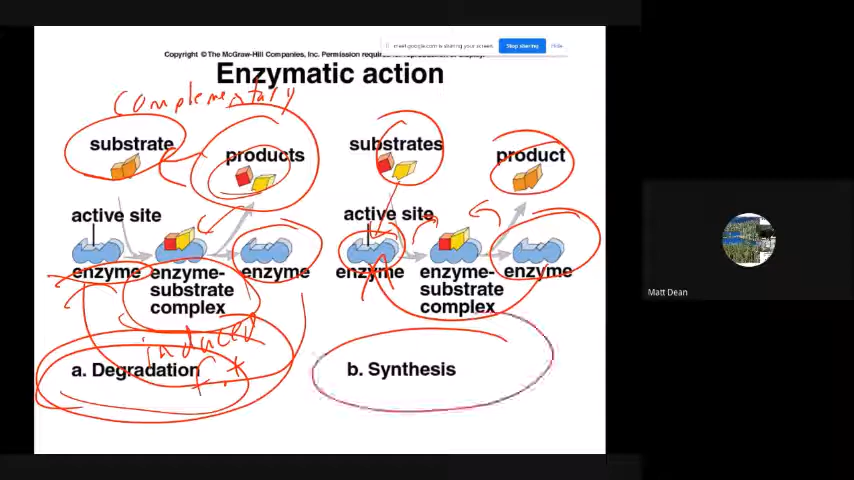 meet.google.com is sharing your screen.
Stop sharing
Hide
Copyright © The McGraw-Hill Companies, Inc. Permission required for reproduction or display.
Enzymatic action
complementary
substrate
products
substrates
product
active site
active site
enzyme
enzyme-
substrate
complex
enzyme
enzyme
enzyme-
substrate
complex
enzyme
induced
fit
a. Degradation
b. Synthesis
Matt Dean